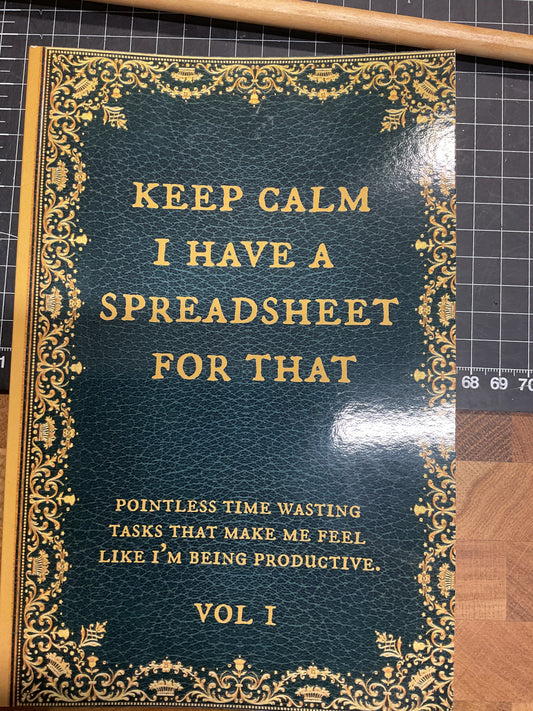 KEEP CALM
I HAVE A
SPREADSHEET
FOR THAT
POINTLESS TIME WASTING
TASKS THAT MAKE ME FEEL
LIKE I'M BEING PRODUCTIVE.
VOL I
1
68 69 70